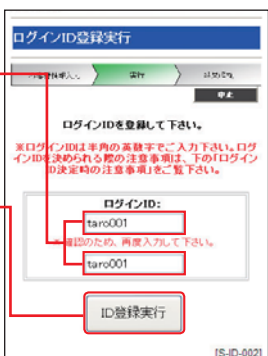 ログインID登録実行
実行
中止
ログインIDを登録して下さい。
※ログインIDは半角の英数字でご入力下さい。ログ
インIDを決められる際の注意事項は、下の「ログイン
ID決定時の注意事項」をご覧下さい。
ログインID:
taro001
※確認のため、再度入力して下さい。
taro001
ID登録実行
[S-ID-002]